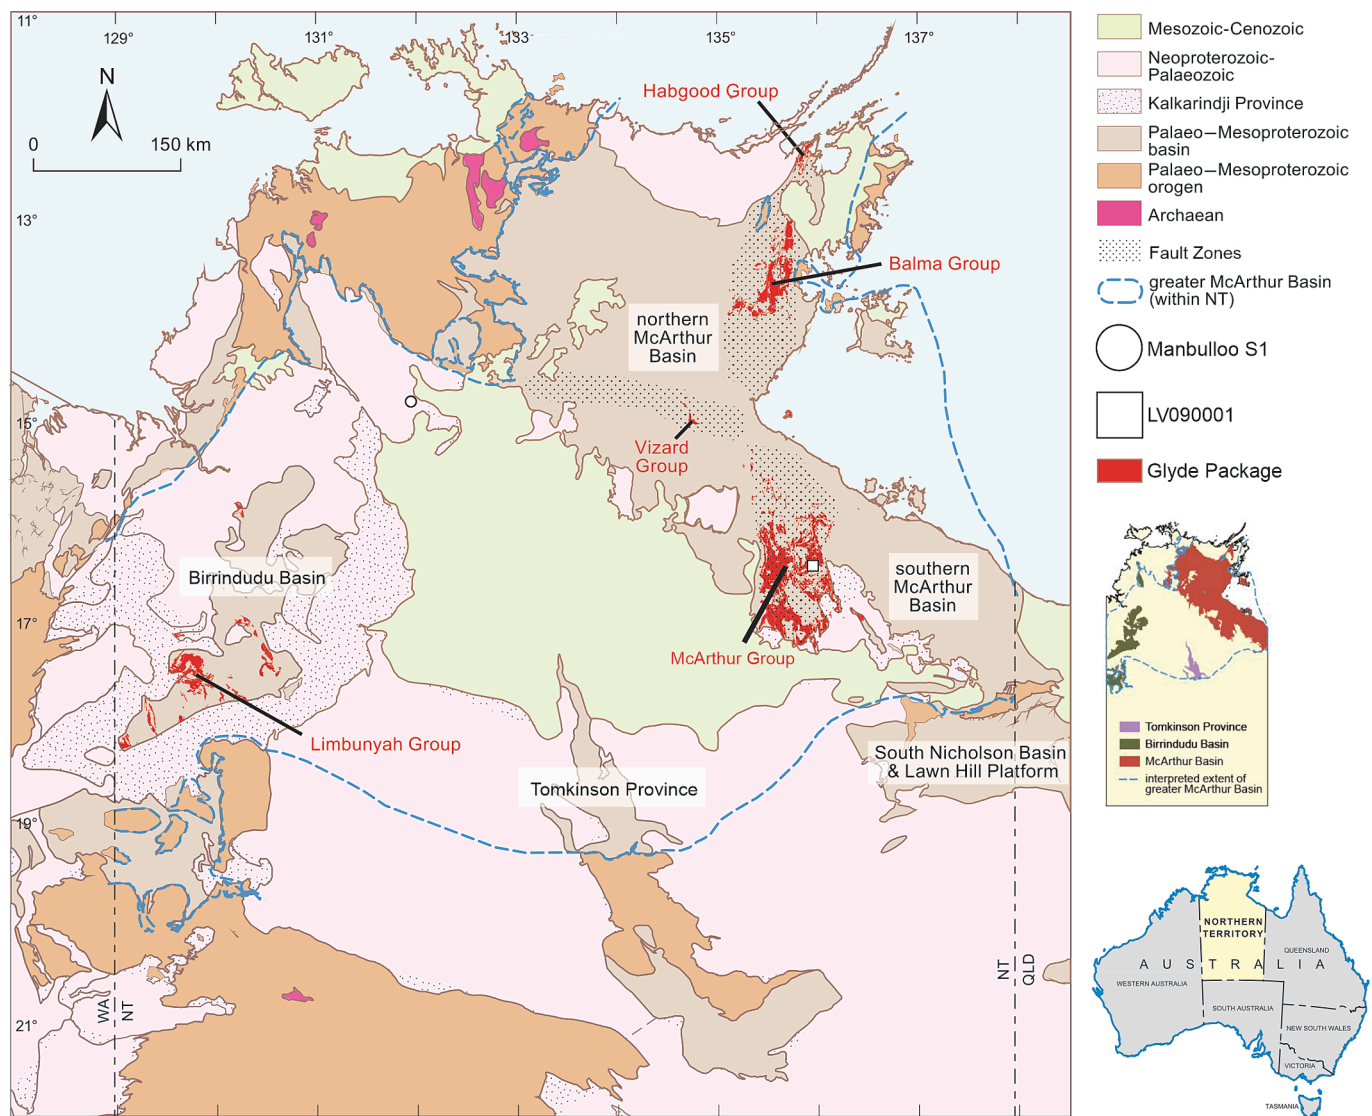 11°
129°
131°
133°
135°
137°
N
0
150 km
13°
15°
17°
19°
21°
Habgood Group
Balma Group
northern
McArthur
Basin
Vizard
Group
Birrindudu Basin
southern
McArthur
Basin
McArthur Group
Limbunyah Group
Tomkinson Province
South Nicholson Basin
& Lawn Hill Platform
WA
NT
NT
QLD
Mesozoic-Cenozoic
Neoproterozoic-
Palaeozoic
Kalkarindji Province
Palaeo–Mesoproterozoic
basin
Palaeo–Mesoproterozoic
orogen
Archaean
Fault Zones
greater McArthur Basin
(within NT)
Manbulloo S1
LV090001
Glyde Package
Tomkinson Province
Birrindudu Basin
McArthur Basin
interpreted extent of
greater McArthur Basin
NORTHERN
TERRITORY
QUEENSLAND
AUSTRALIA
WESTERN AUSTRALIA
SOUTH AUSTRALIA
NEW SOUTH WALES
VICTORIA
TASMANIA